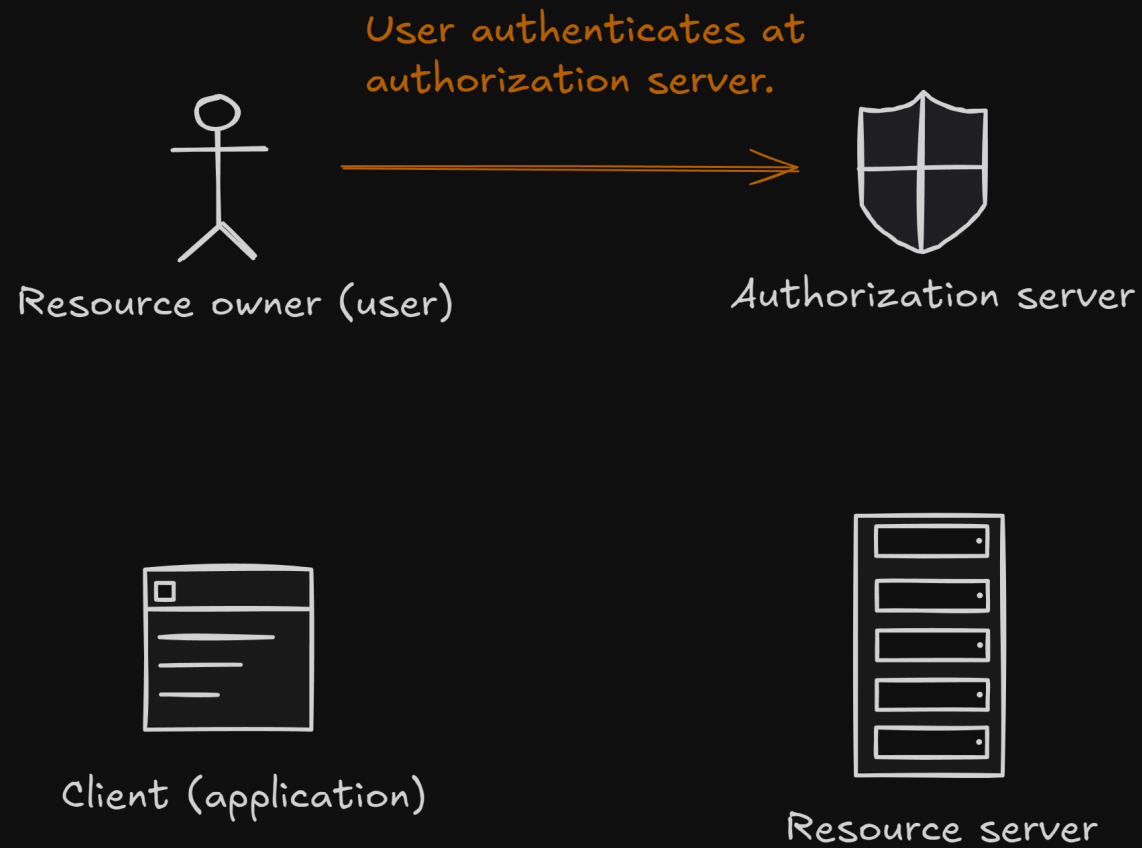 User authenticates at
authorization server.
Resource owner (user)
Authorization server
Client (application)
Resource server